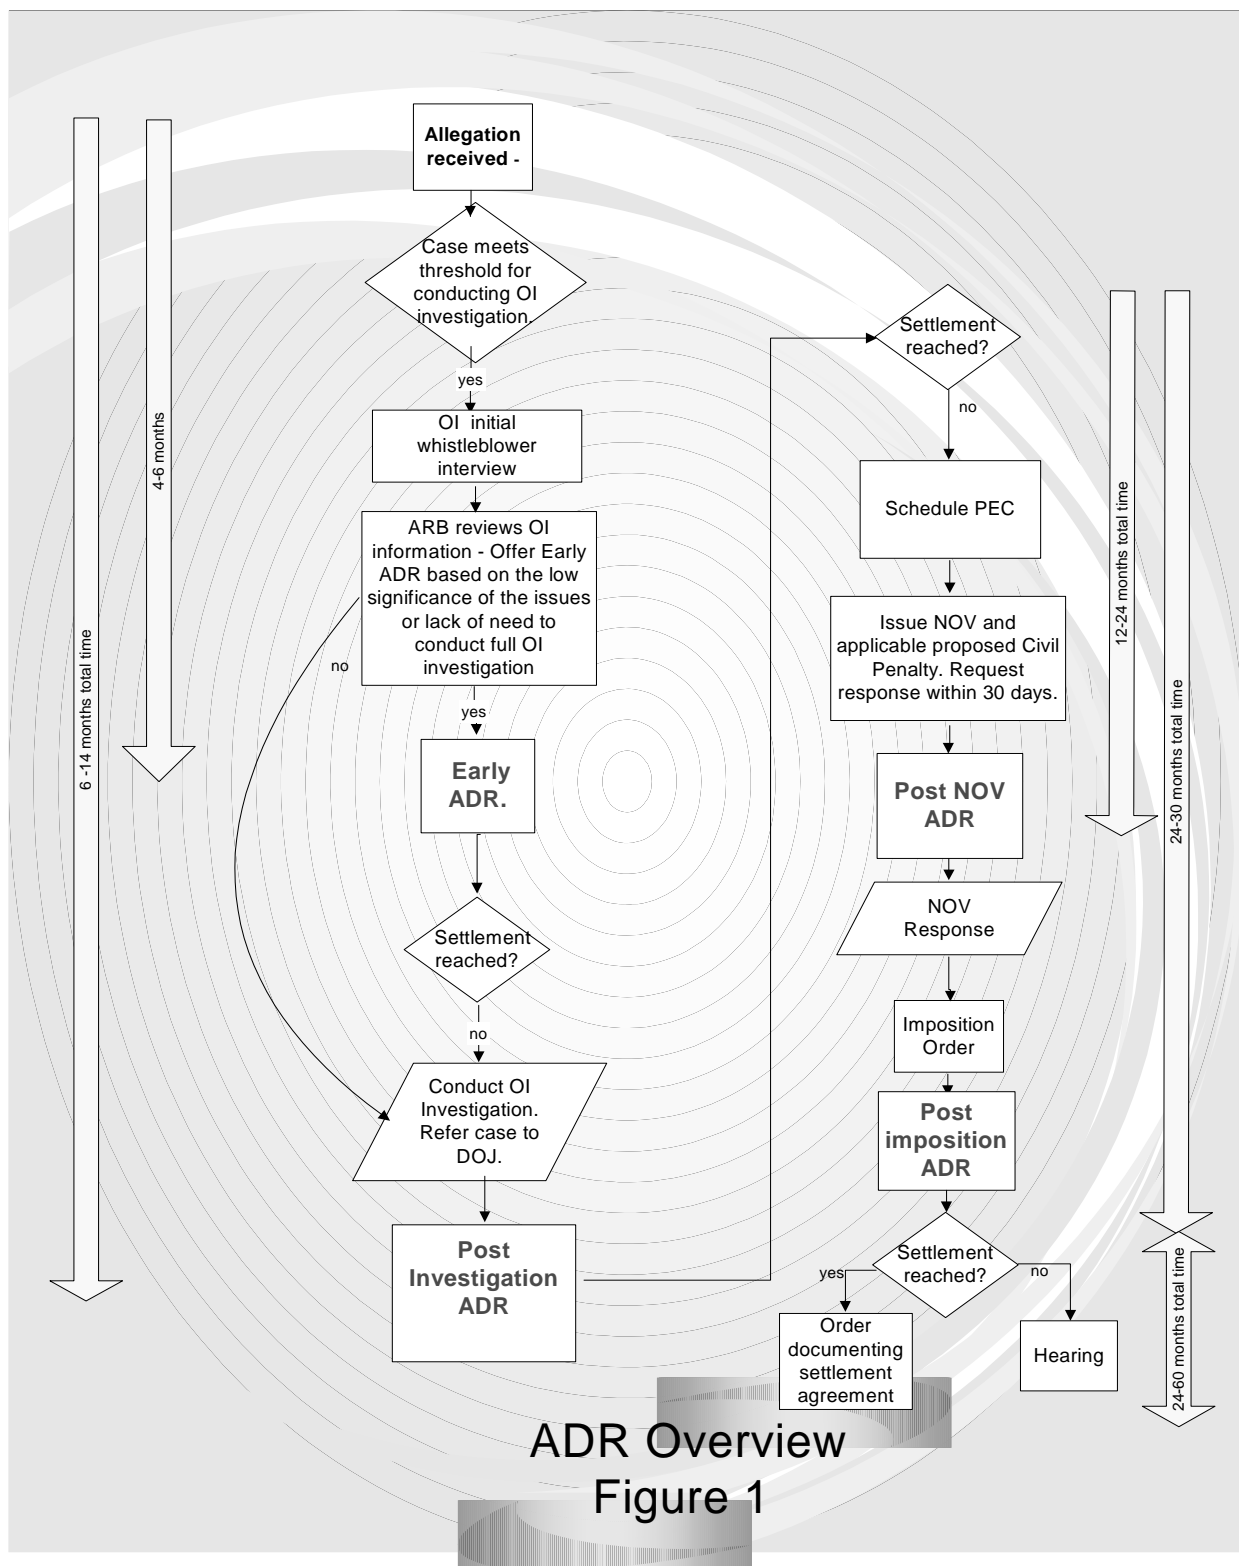 Allegation
received -
Case meets
threshold for
conducting OI
investigation.
yes
OI initial
whistleblower
interview
ARB reviews OI
information - Offer Early
ADR based on the low
significance of the issues
or lack of need to
conduct full OI
investigation
no
yes
Early
ADR.
Settlement
reached?
no
Conduct OI
Investigation.
Refer case to
DOJ.
Post
Investigation
ADR
4-6 months
6 -14 months total time
Settlement
reached?
no
Schedule PEC
Issue NOV and
applicable proposed Civil
Penalty. Request
response within 30 days.
Post NOV
ADR
NOV
Response
Imposition
Order
Post
imposition
ADR
Settlement
reached?
yes
no
Order
documenting
settlement
agreement
Hearing
12-24 months total time
24-30 months total time
24-60 months total time
ADR Overview
Figure 1